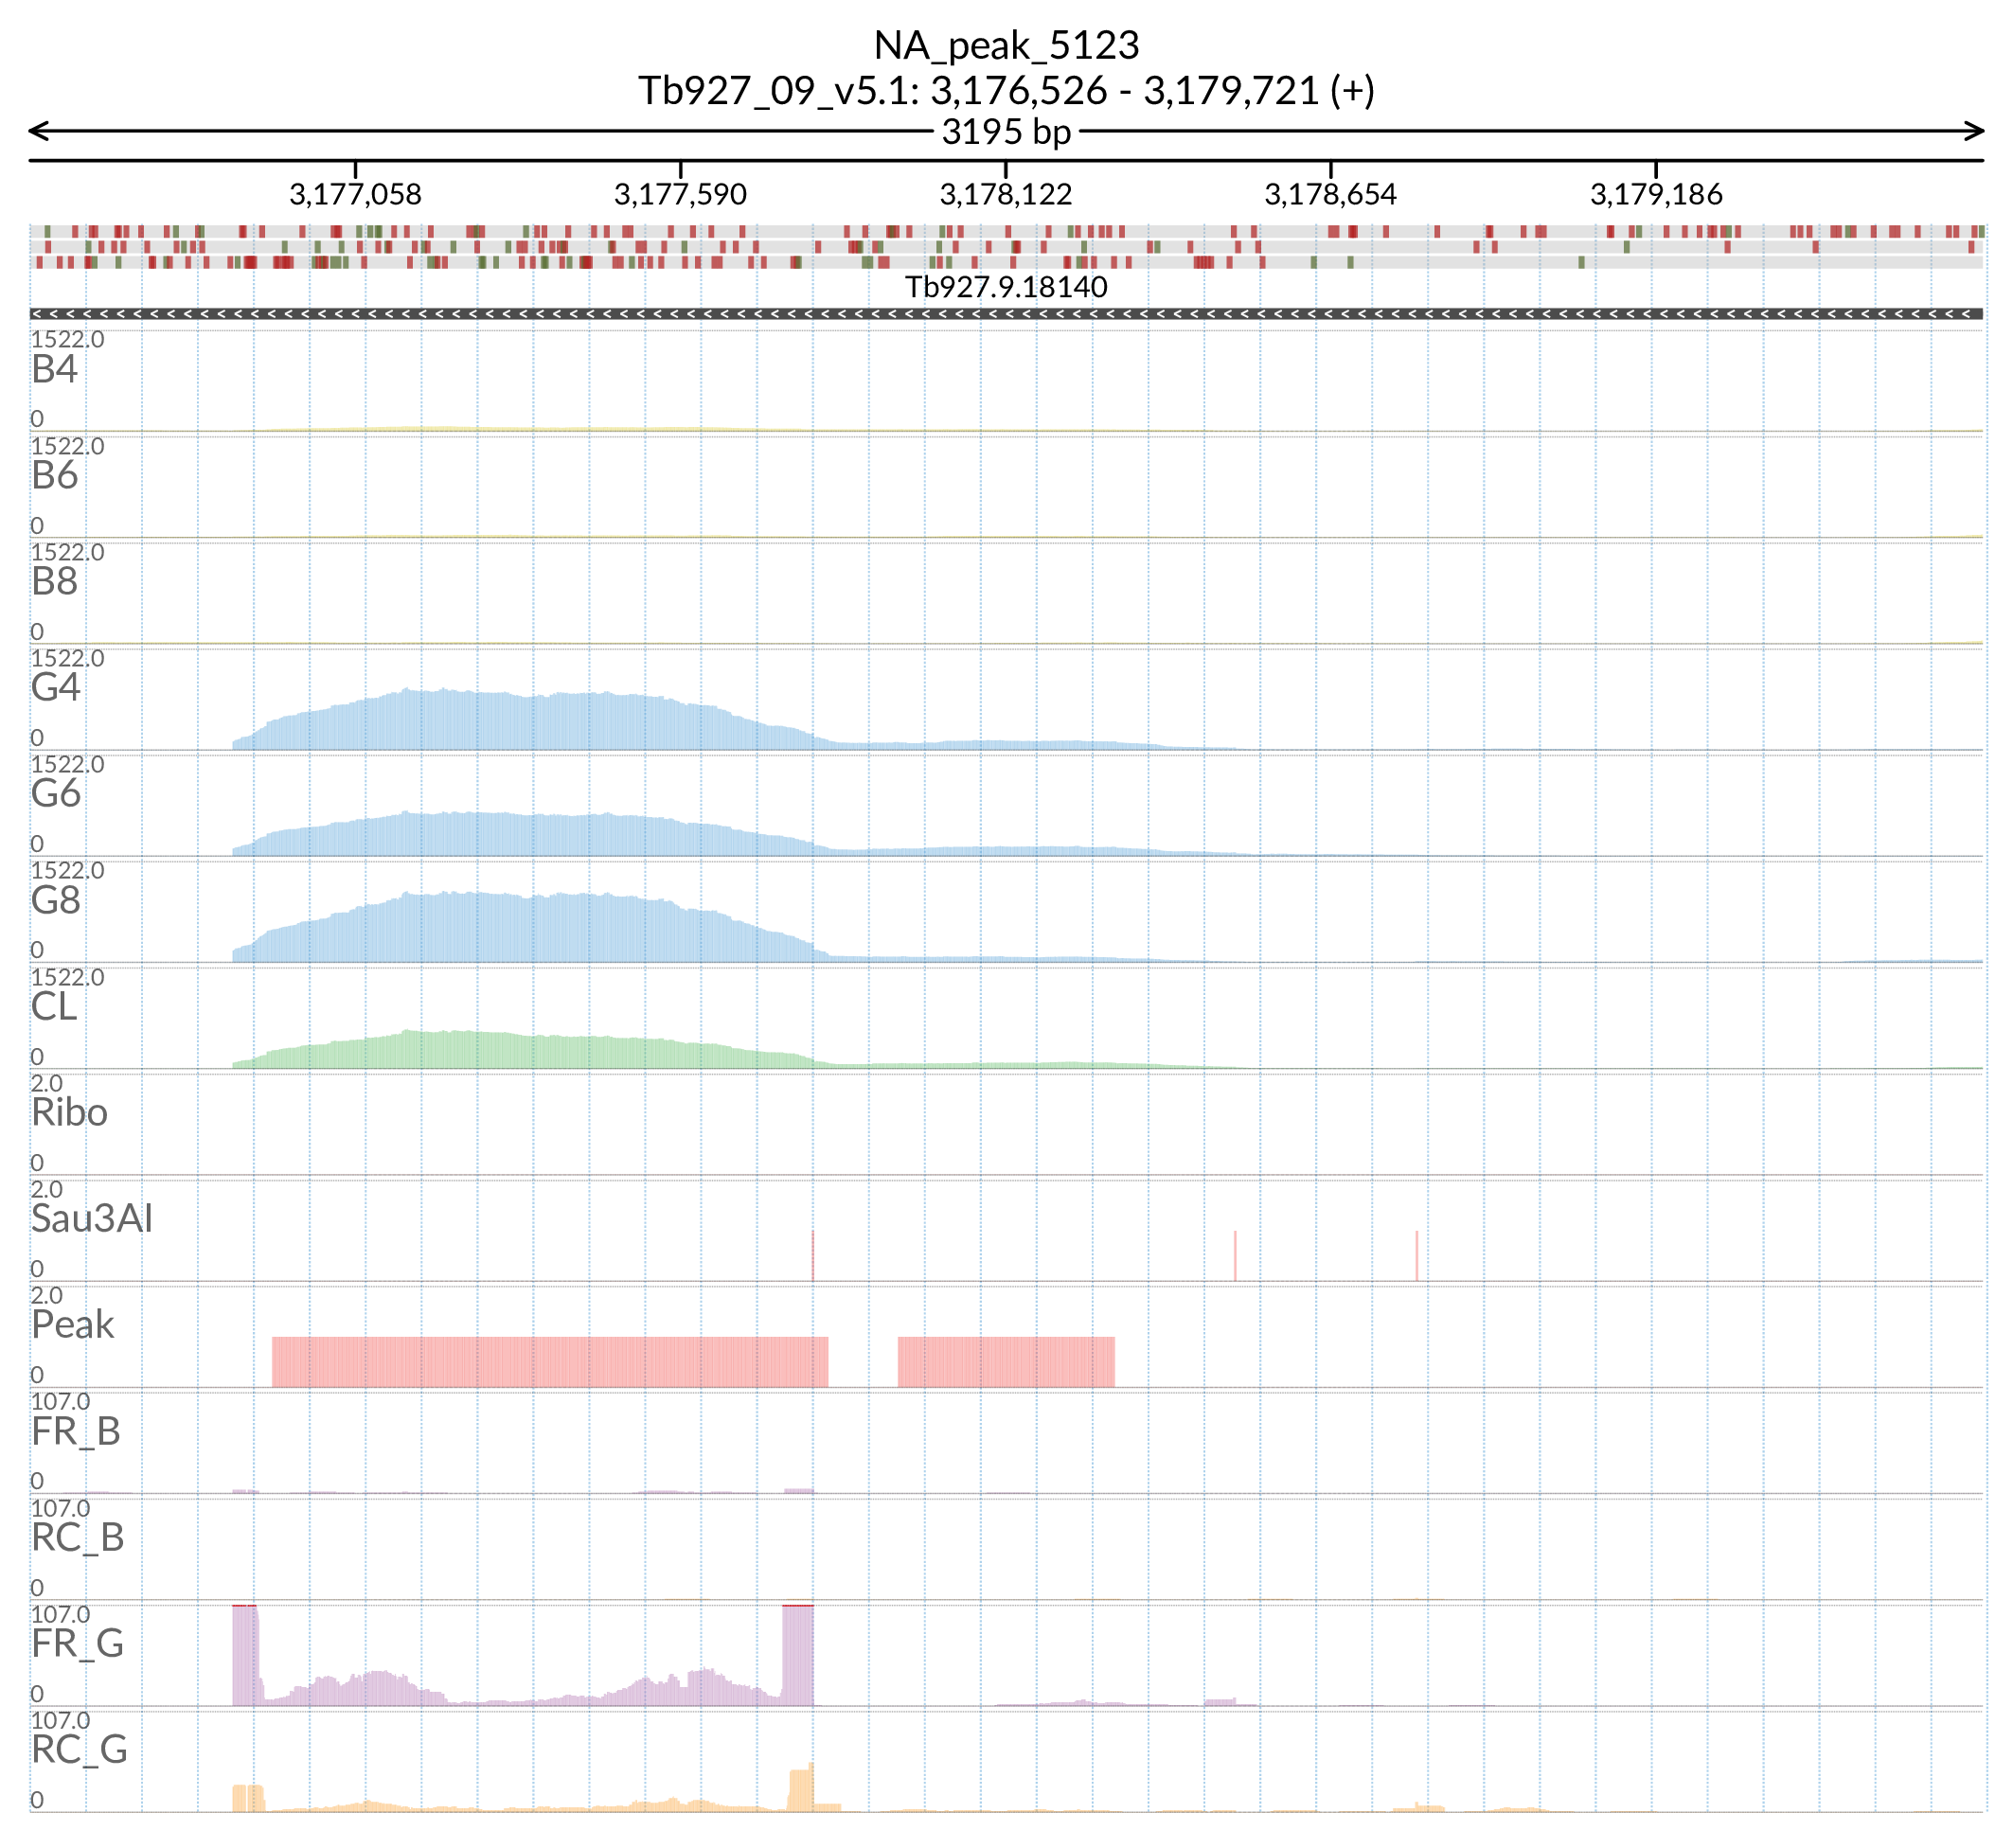 NA_peak_5123
Tb927_09_v5.1: 3,176,526 - 3,179,721 (+)
3195 bp
3,177,058 3,177,590 3,178,122 3,178,654 3,179,186
Tb927.9.18140
1522.0
B4
0
1522.0
B6
0
1522.0
B8
0
1522.0
G4
0
1522.0
G6
0
1522.0
G8
0
1522.0
CL
0
2.0
Ribo
0
2.0
Sau3AI
0
2.0
Peak
0
107.0
FR_B
0
107.0
RC_B
0
107.0
FR_G
0
107.0
RC_G
0